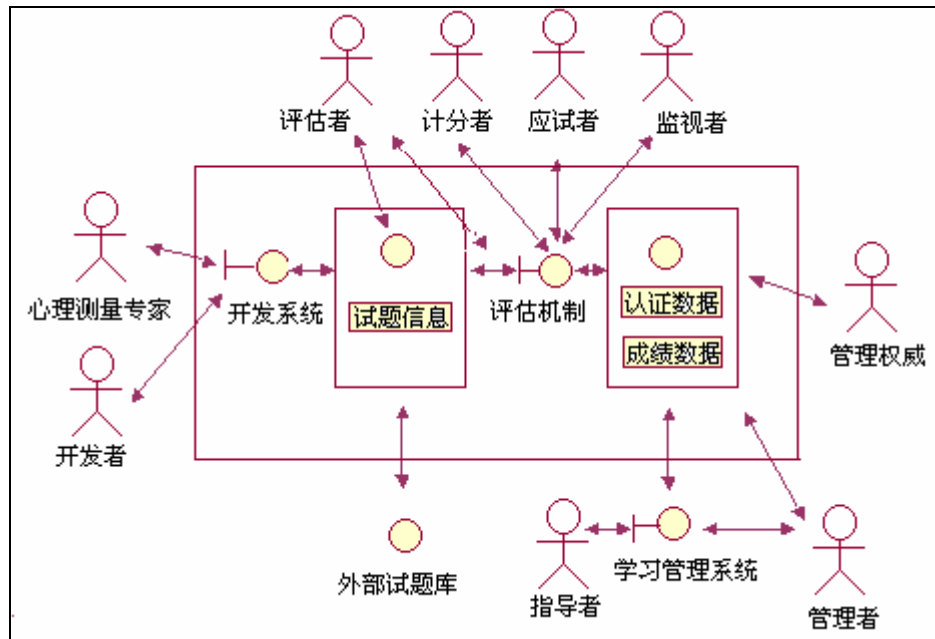 评估者
计分者
应试者
监视者
心理测量专家
开发系统
试题信息
评估机制
认证数据
成绩数据
管理权威
开发者
外部试题库
指导者
学习管理系统
管理者